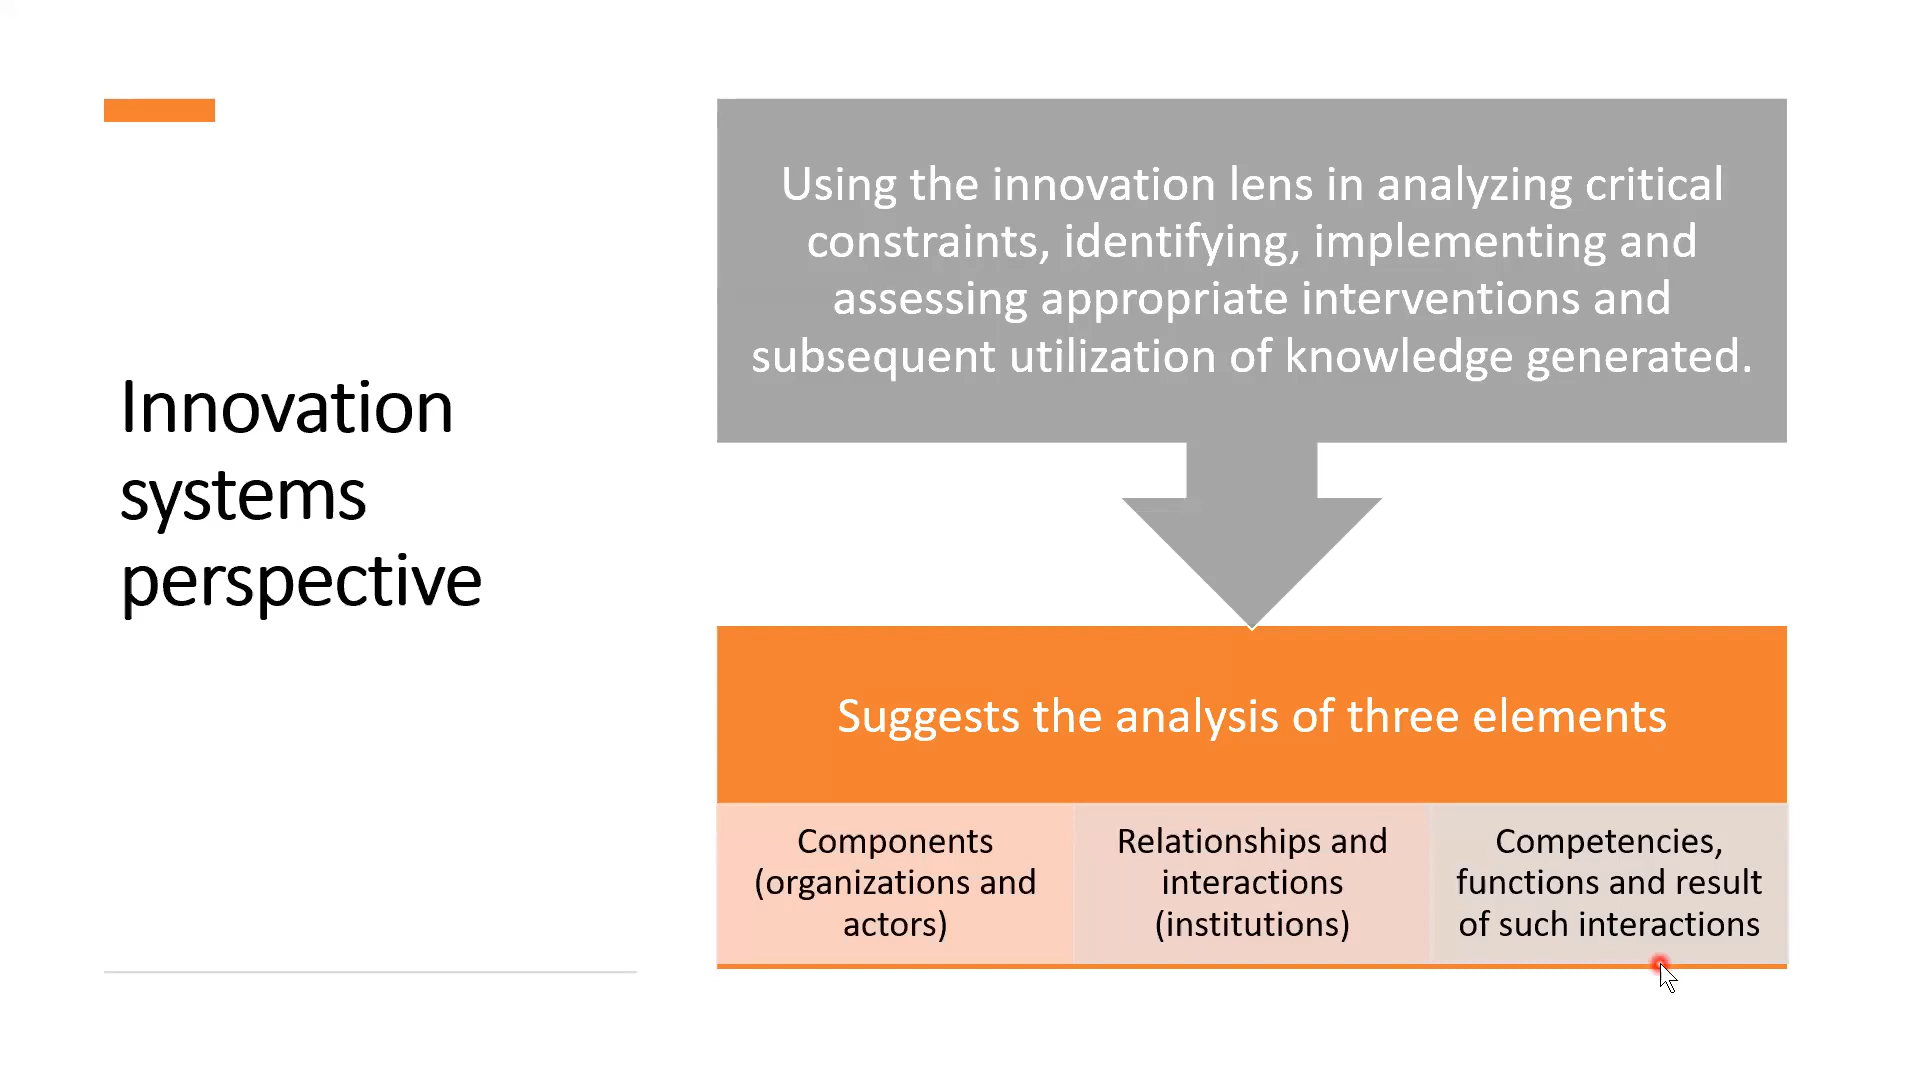 Innovation
systems
perspective
Using the innovation lens in analyzing critical
constraints, identifying, implementing and
assessing appropriate interventions and
subsequent utilization of knowledge generated.
Suggests the analysis of three elements
Components
(organizations and
actors)
Relationships and
interactions
(institutions)
Competencies,
functions and result
of such interactions